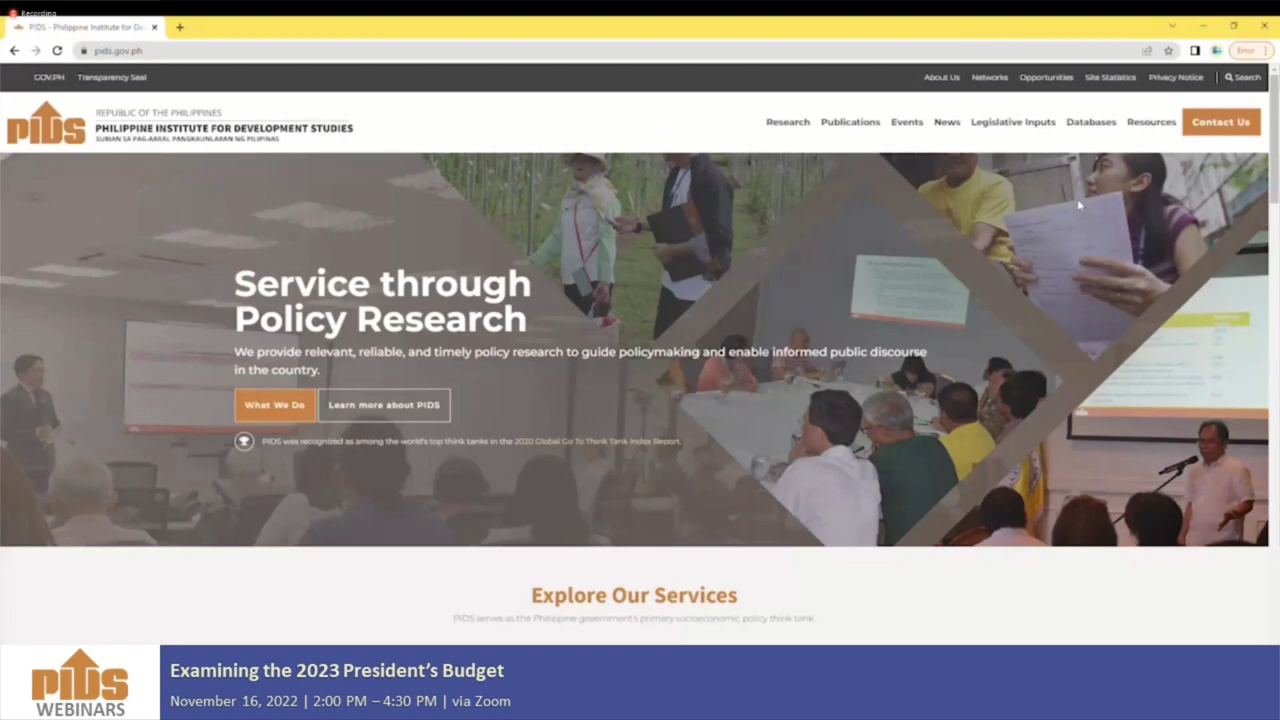 Recording
PIDS - Philippine Institute for De
pids.gov.ph
Error
GOV.PH Transparency Seal
About Us Networks Opportunities Site Statistics Privacy Notice Search
pids
REPUBLIC OF THE PHILIPPINES
PHILIPPINE INSTITUTE FOR DEVELOPMENT STUDIES
SURIAN SA PAG-AARAL PANGKAUNLARAN NG PILIPINAS
Research Publications Events News Legislative Inputs Databases Resources Contact Us
Service through
Policy Research
We provide relevant, reliable, and timely policy research to guide policymaking and enable informed public discourse
in the country.
What We Do Learn more about PIDS
PIDS was recognized as among the world's top think tanks in the 2020 Global Go To Think Tank Index Report.
Explore Our Services
PIDS serves as the Philippine government's primary socioeconomic policy think tank.
pids
WEBINARS
Examining the 2023 President's Budget
November 16, 2022 | 2:00 PM – 4:30 PM | via Zoom